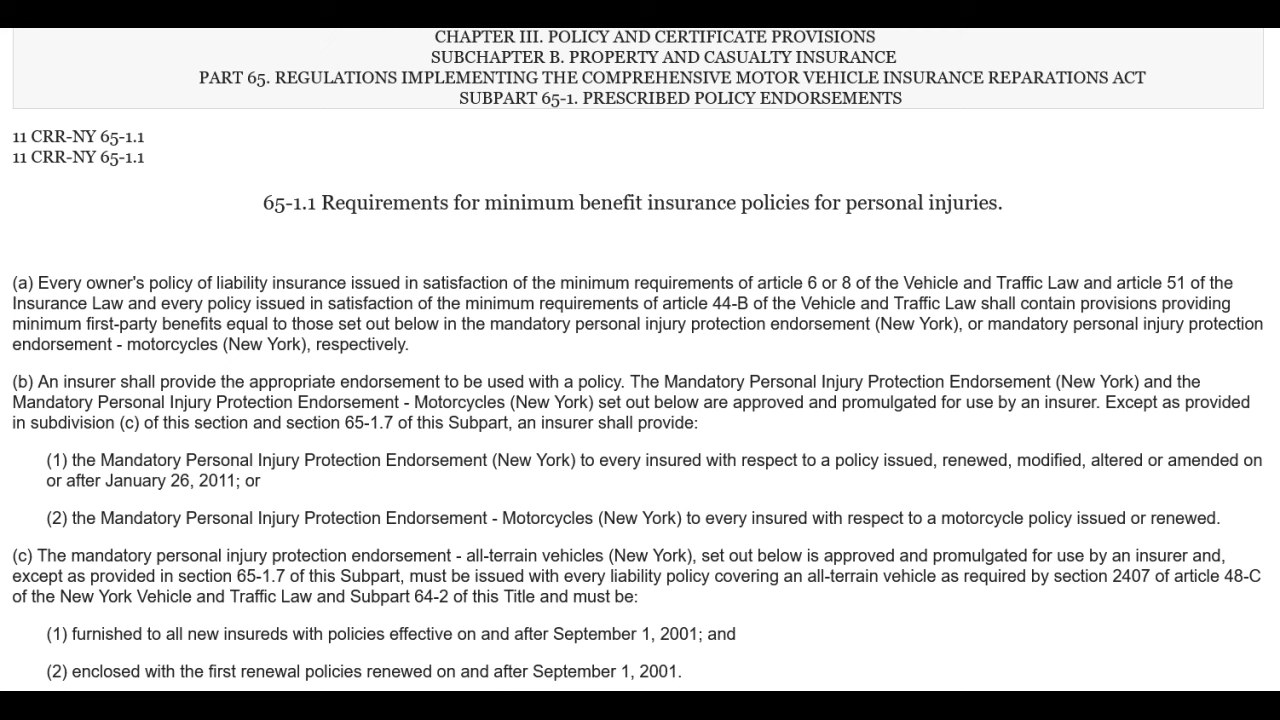 CHAPTER III. POLICY AND CERTIFICATE PROVISIONS
SUBCHAPTER B. PROPERTY AND CASUALTY INSURANCE
PART 65. REGULATIONS IMPLEMENTING THE COMPREHENSIVE MOTOR VEHICLE INSURANCE REPARATIONS ACT
SUBPART 65-1. PRESCRIBED POLICY ENDORSEMENTS
11 CRR-NY 65-1.1
11 CRR-NY 65-1.1
65-1.1 Requirements for minimum benefit insurance policies for personal injuries.
(a) Every owner's policy of liability insurance issued in satisfaction of the minimum requirements of article 6 or 8 of the Vehicle and Traffic Law and article 51 of the
Insurance Law and every policy issued in satisfaction of the minimum requirements of article 44-B of the Vehicle and Traffic Law shall contain provisions providing
minimum first-party benefits equal to those set out below in the mandatory personal injury protection endorsement (New York), or mandatory personal injury protection
endorsement - motorcycles (New York), respectively.
(b) An insurer shall provide the appropriate endorsement to be used with a policy. The Mandatory Personal Injury Protection Endorsement (New York) and the
Mandatory Personal Injury Protection Endorsement - Motorcycles (New York) set out below are approved and promulgated for use by an insurer. Except as provided
in subdivision (c) of this section and section 65-1.7 of this Subpart, an insurer shall provide:
(1) the Mandatory Personal Injury Protection Endorsement (New York) to every insured with respect to a policy issued, renewed, modified, altered or amended on
or after January 26, 2011; or
(2) the Mandatory Personal Injury Protection Endorsement - Motorcycles (New York) to every insured with respect to a motorcycle policy issued or renewed.
(c) The mandatory personal injury protection endorsement - all-terrain vehicles (New York), set out below is approved and promulgated for use by an insurer and,
except as provided in section 65-1.7 of this Subpart, must be issued with every liability policy covering an all-terrain vehicle as required by section 2407 of article 48-C
of the New York Vehicle and Traffic Law and Subpart 64-2 of this Title and must be:
(1) furnished to all new insureds with policies effective on and after September 1, 2001; and
(2) enclosed with the first renewal policies renewed on and after September 1, 2001.